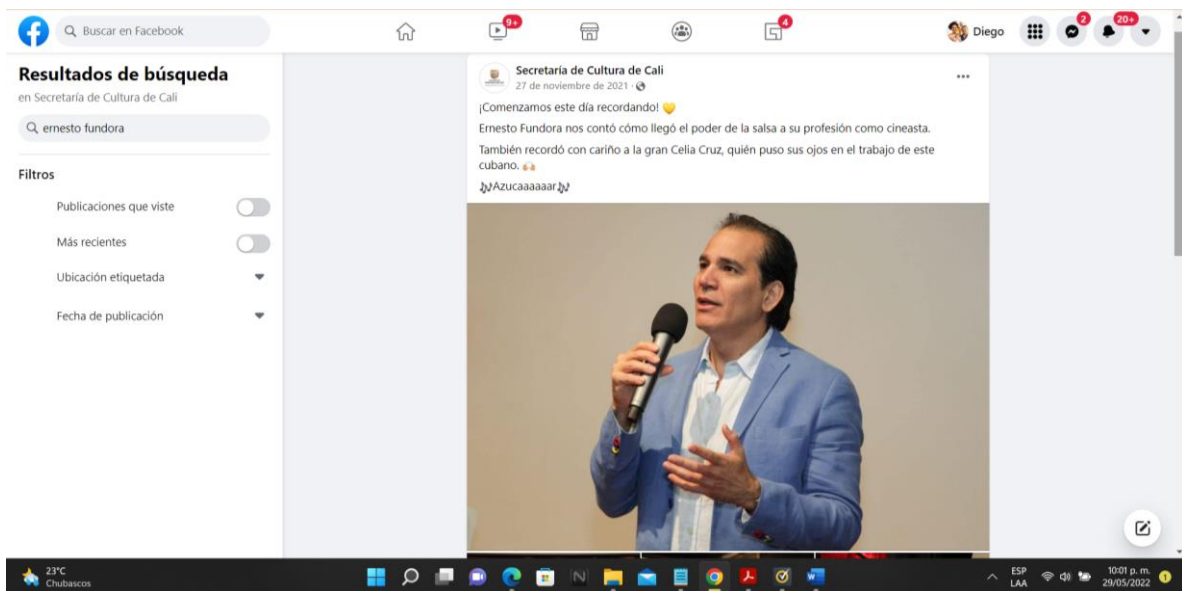 Buscar en Facebook
9+
4
Diego
2
20+
Resultados de búsqueda
en Secretaría de Cultura de Cali
ernesto fundora
Filtros
Publicaciones que viste
Más recientes
Ubicación etiquetada
Fecha de publicación
Secretaría de Cultura de Cali
27 de noviembre de 2021 ·
¡Comenzamos este día recordando! 💛
Ernesto Fundora nos contó cómo llegó el poder de la salsa a su profesión como cineasta.
También recordó con cariño a la gran Celia Cruz, quién puso sus ojos en el trabajo de este
cubano. 🙌🏼
🎶Azucaaaaaar🎶
23°C
Chubascos
ESP
LAA
10:01 p. m.
29/05/2022
1